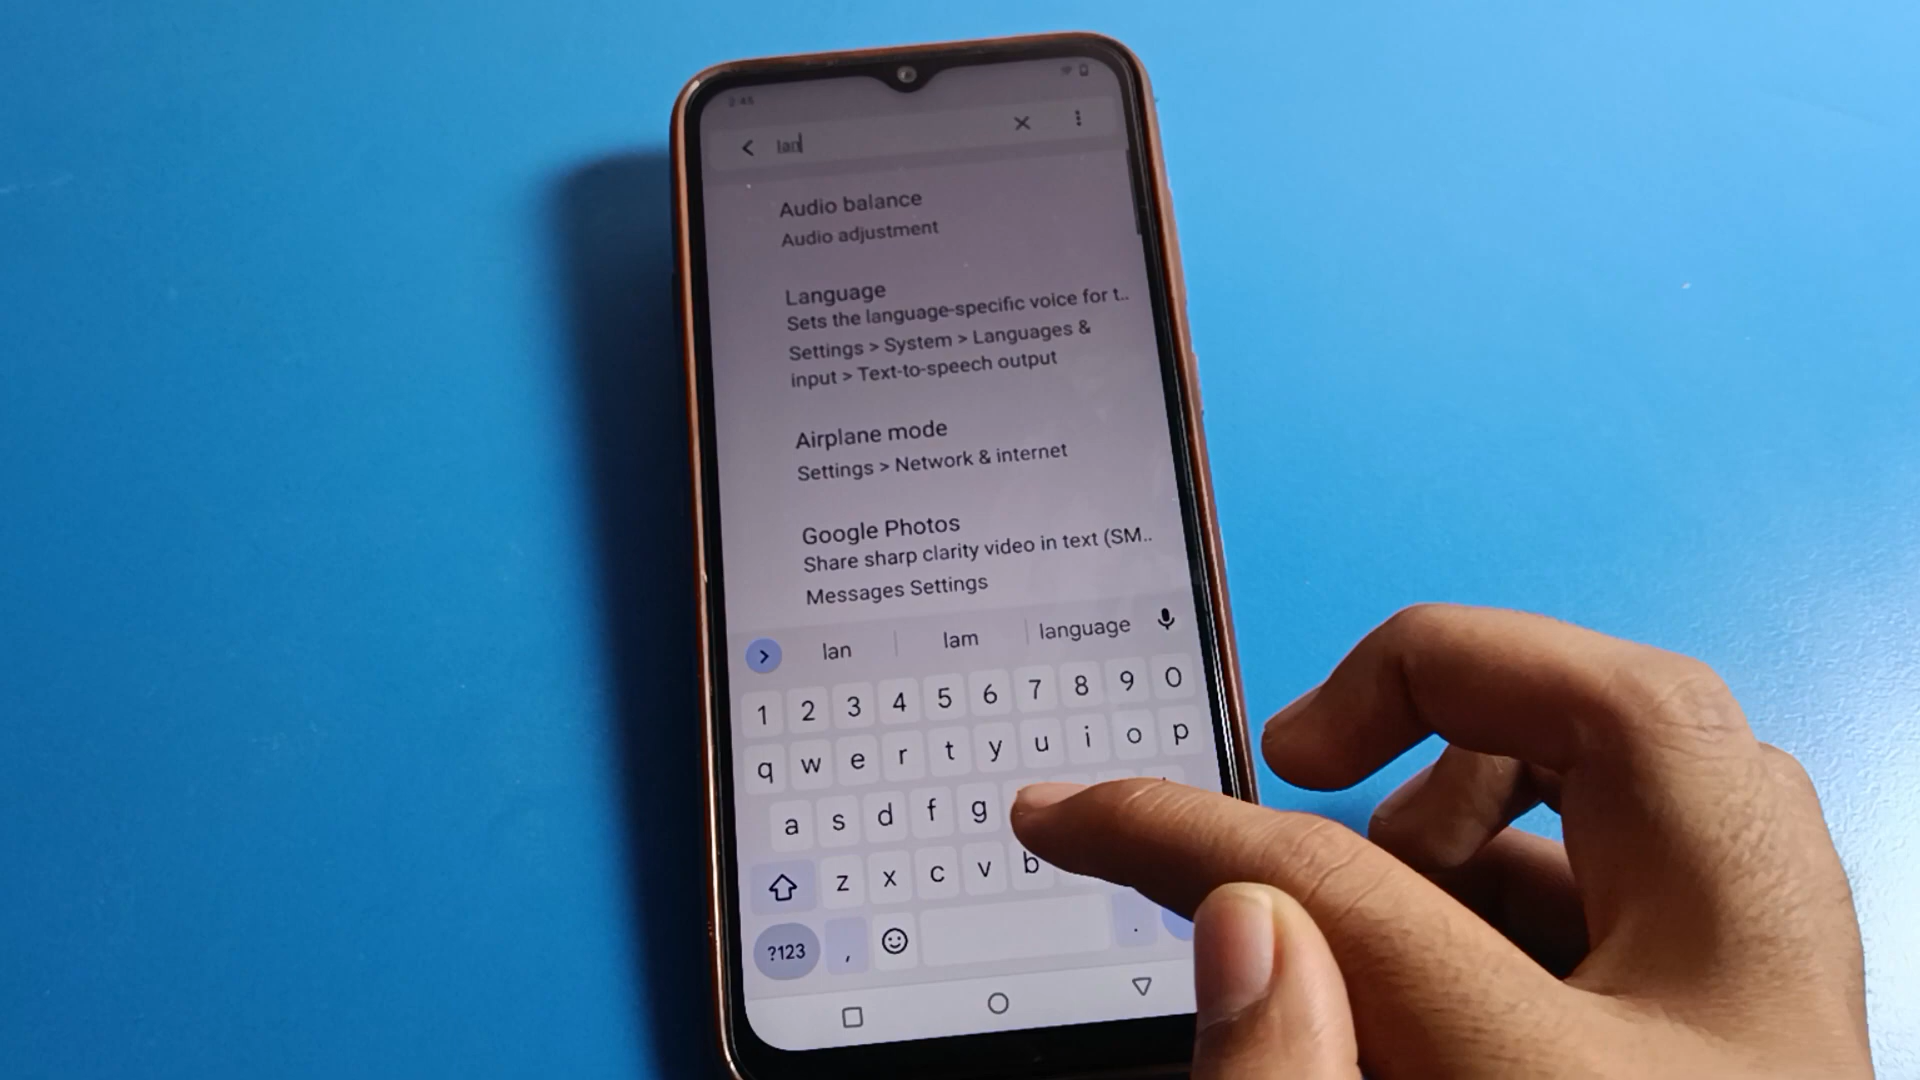 2:45
lan
Audio balance
Audio adjustment
Language
Sets the language-specific voice for t..
Settings > System > Languages &
input > Text-to-speech output
Airplane mode
Settings > Network & internet
Google Photos
Share sharp clarity video in text (SM..
Messages Settings
lan lam language
1 2 3 4 5 6 7 8 9 0
q w e r t y u i o p
a s d f g
z x c v b
?123 , .